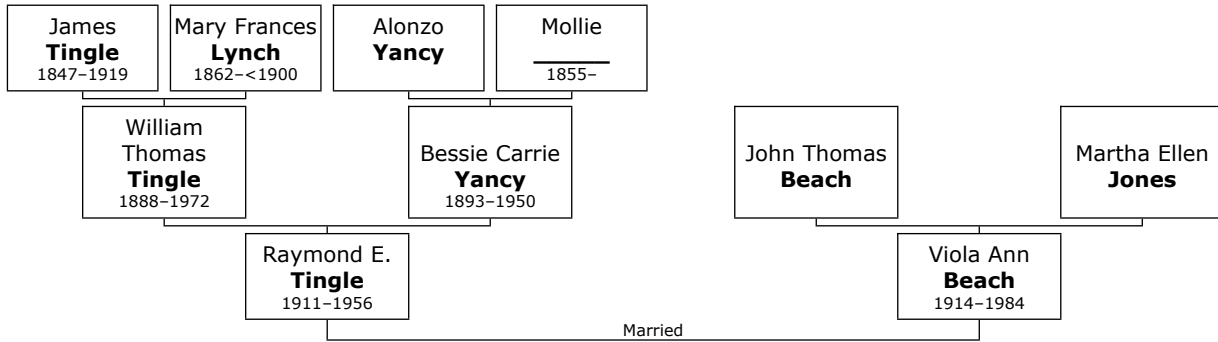 James
Tingle
1847–1919
Mary Frances
Lynch
1862–<1900
Alonzo
Yancy
Mollie
_______
1855–
William
Thomas
Tingle
1888–1972
Bessie Carrie
Yancy
1893–1950
John Thomas
Beach
Martha Ellen
Jones
Raymond E.
Tingle
1911–1956
Viola Ann
Beach
1914–1984
Married